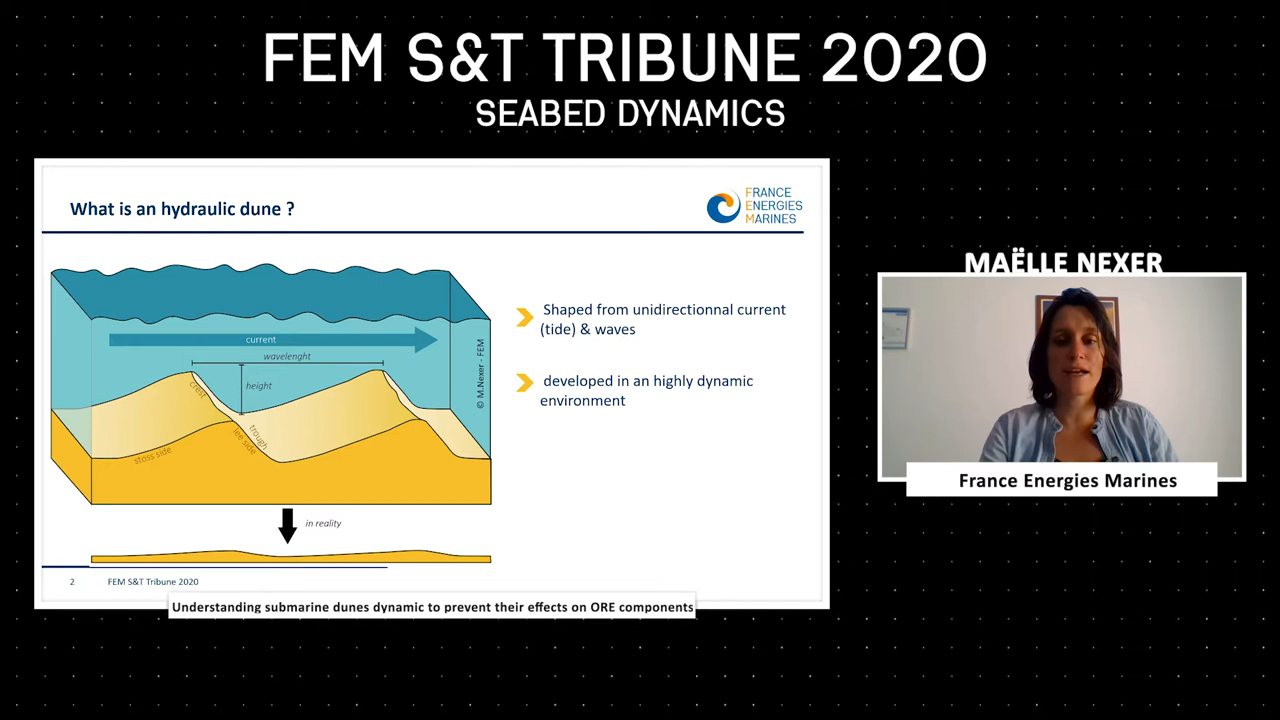 FEM S&T TRIBUNE 2020
SEABED DYNAMICS
What is an hydraulic dune ?
FRANCE
ENERGIES
MARINES
current
wavelenght
height
crest
trough
lee side
stoss side
© M.Nexer - FEM
in reality
Shaped from unidirectionnal current
(tide) & waves
developed in an highly dynamic
environment
2
FEM S&T Tribune 2020
Understanding submarine dunes dynamic to prevent their effects on ORE components
MAËLLE NEXER
France Energies Marines